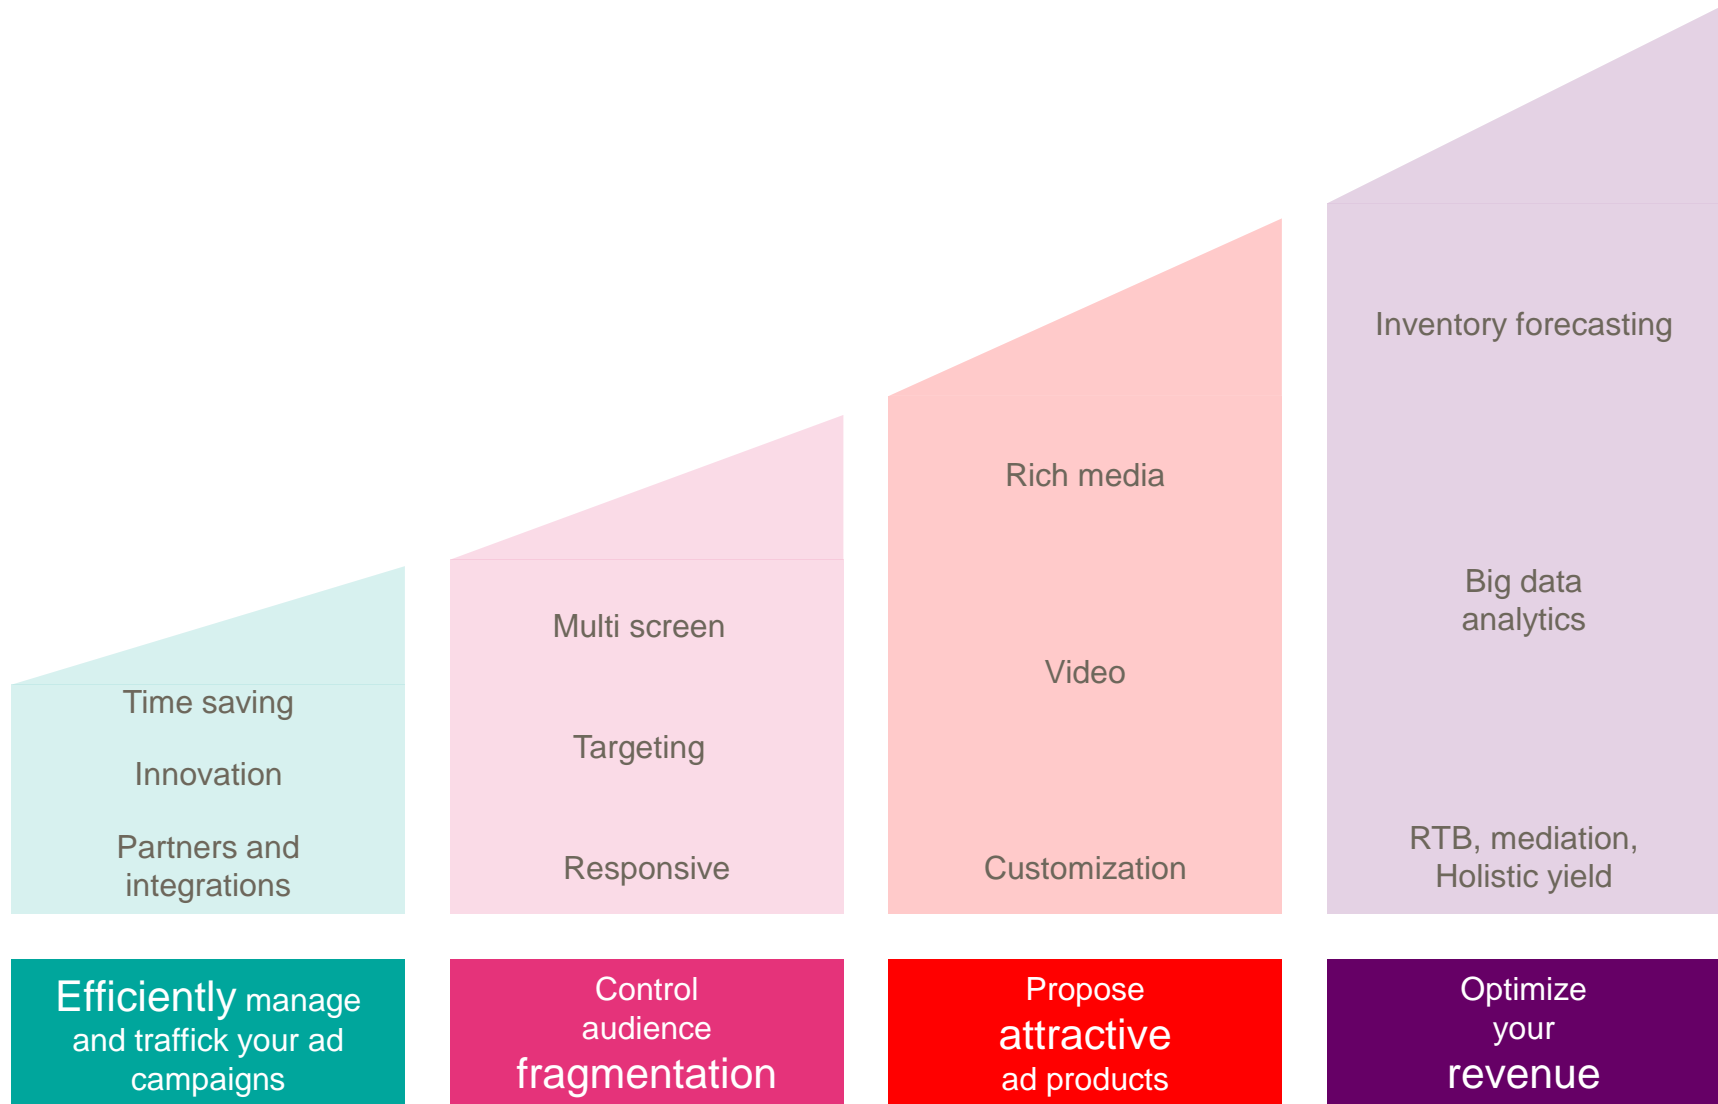 Time saving
Innovation
Partners and
integrations
Efficiently manage
and traffick your ad
campaigns
Multi screen
Targeting
Responsive
Control
audience
fragmentation
Rich media
Video
Customization
Propose
attractive
ad products
Inventory forecasting
Big data
analytics
RTB, mediation,
Holistic yield
Optimize
your
revenue